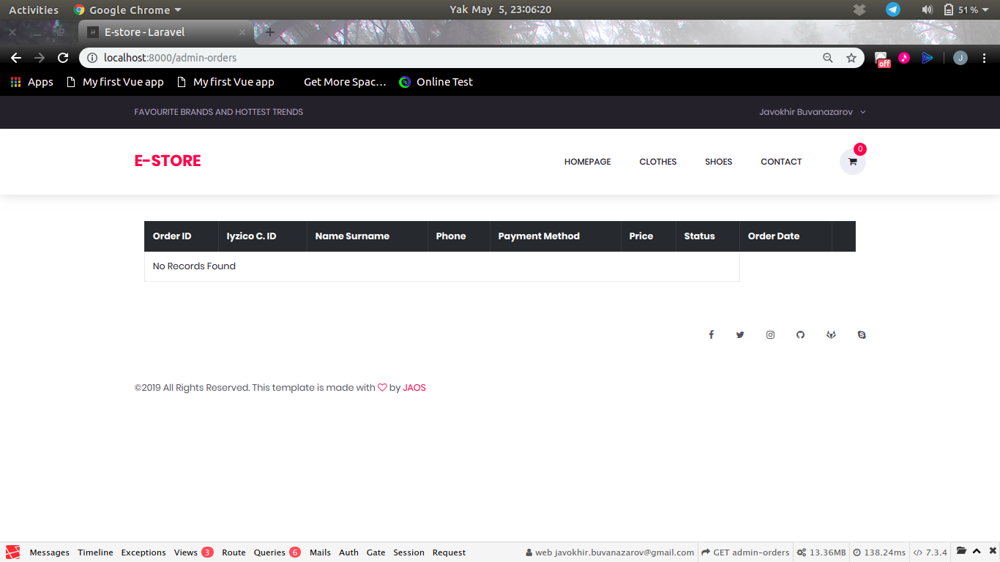 Activities Google Chrome Yak May 5, 23:06:20 51 %
E-store - Laravel
localhost:8000/admin-orders off J
Apps My first Vue app My first Vue app Get More Spac... Online Test
FAVOURITE BRANDS AND HOTTEST TRENDS Javokhir Buvanazarov
E-STORE HOMEPAGE CLOTHES SHOES CONTACT 0
Order ID Iyzico C. ID Name Surname Phone Payment Method Price Status Order Date
No Records Found
©2019 All Rights Reserved. This template is made with by JAOS
Messages Timeline Exceptions Views 3 Route Queries 6 Mails Auth Gate Session Request web javokhir.buvanazarov@gmail.com GET admin-orders 13.36MB 138.24ms 7.3.4